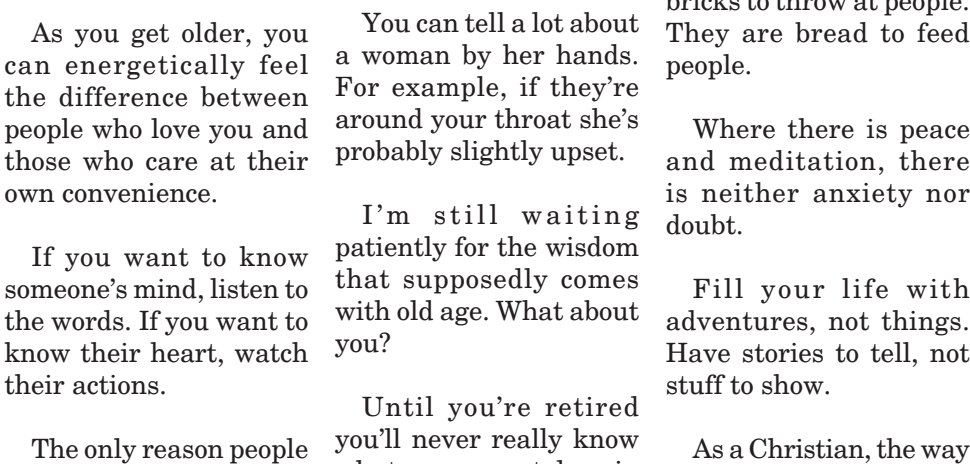 As you get older, you
can energetically feel
the difference between
people who love you and
those who care at their
own convenience.
If you want to know
someone's mind, listen to
the words. If you want to
know their heart, watch
their actions.
The only reason people
You can tell a lot about
a woman by her hands.
For example, if they're
around your throat she's
probably slightly upset.
I'm still waiting
patiently for the wisdom
that supposedly comes
with old age. What about
you?
Until you're retired
you'll never really know
bricks to throw at people.
They are bread to feed
people.
Where there is peace
and meditation, there
is neither anxiety nor
doubt.
Fill your life with
adventures, not things.
Have stories to tell, not
stuff to show.
As a Christian, the way